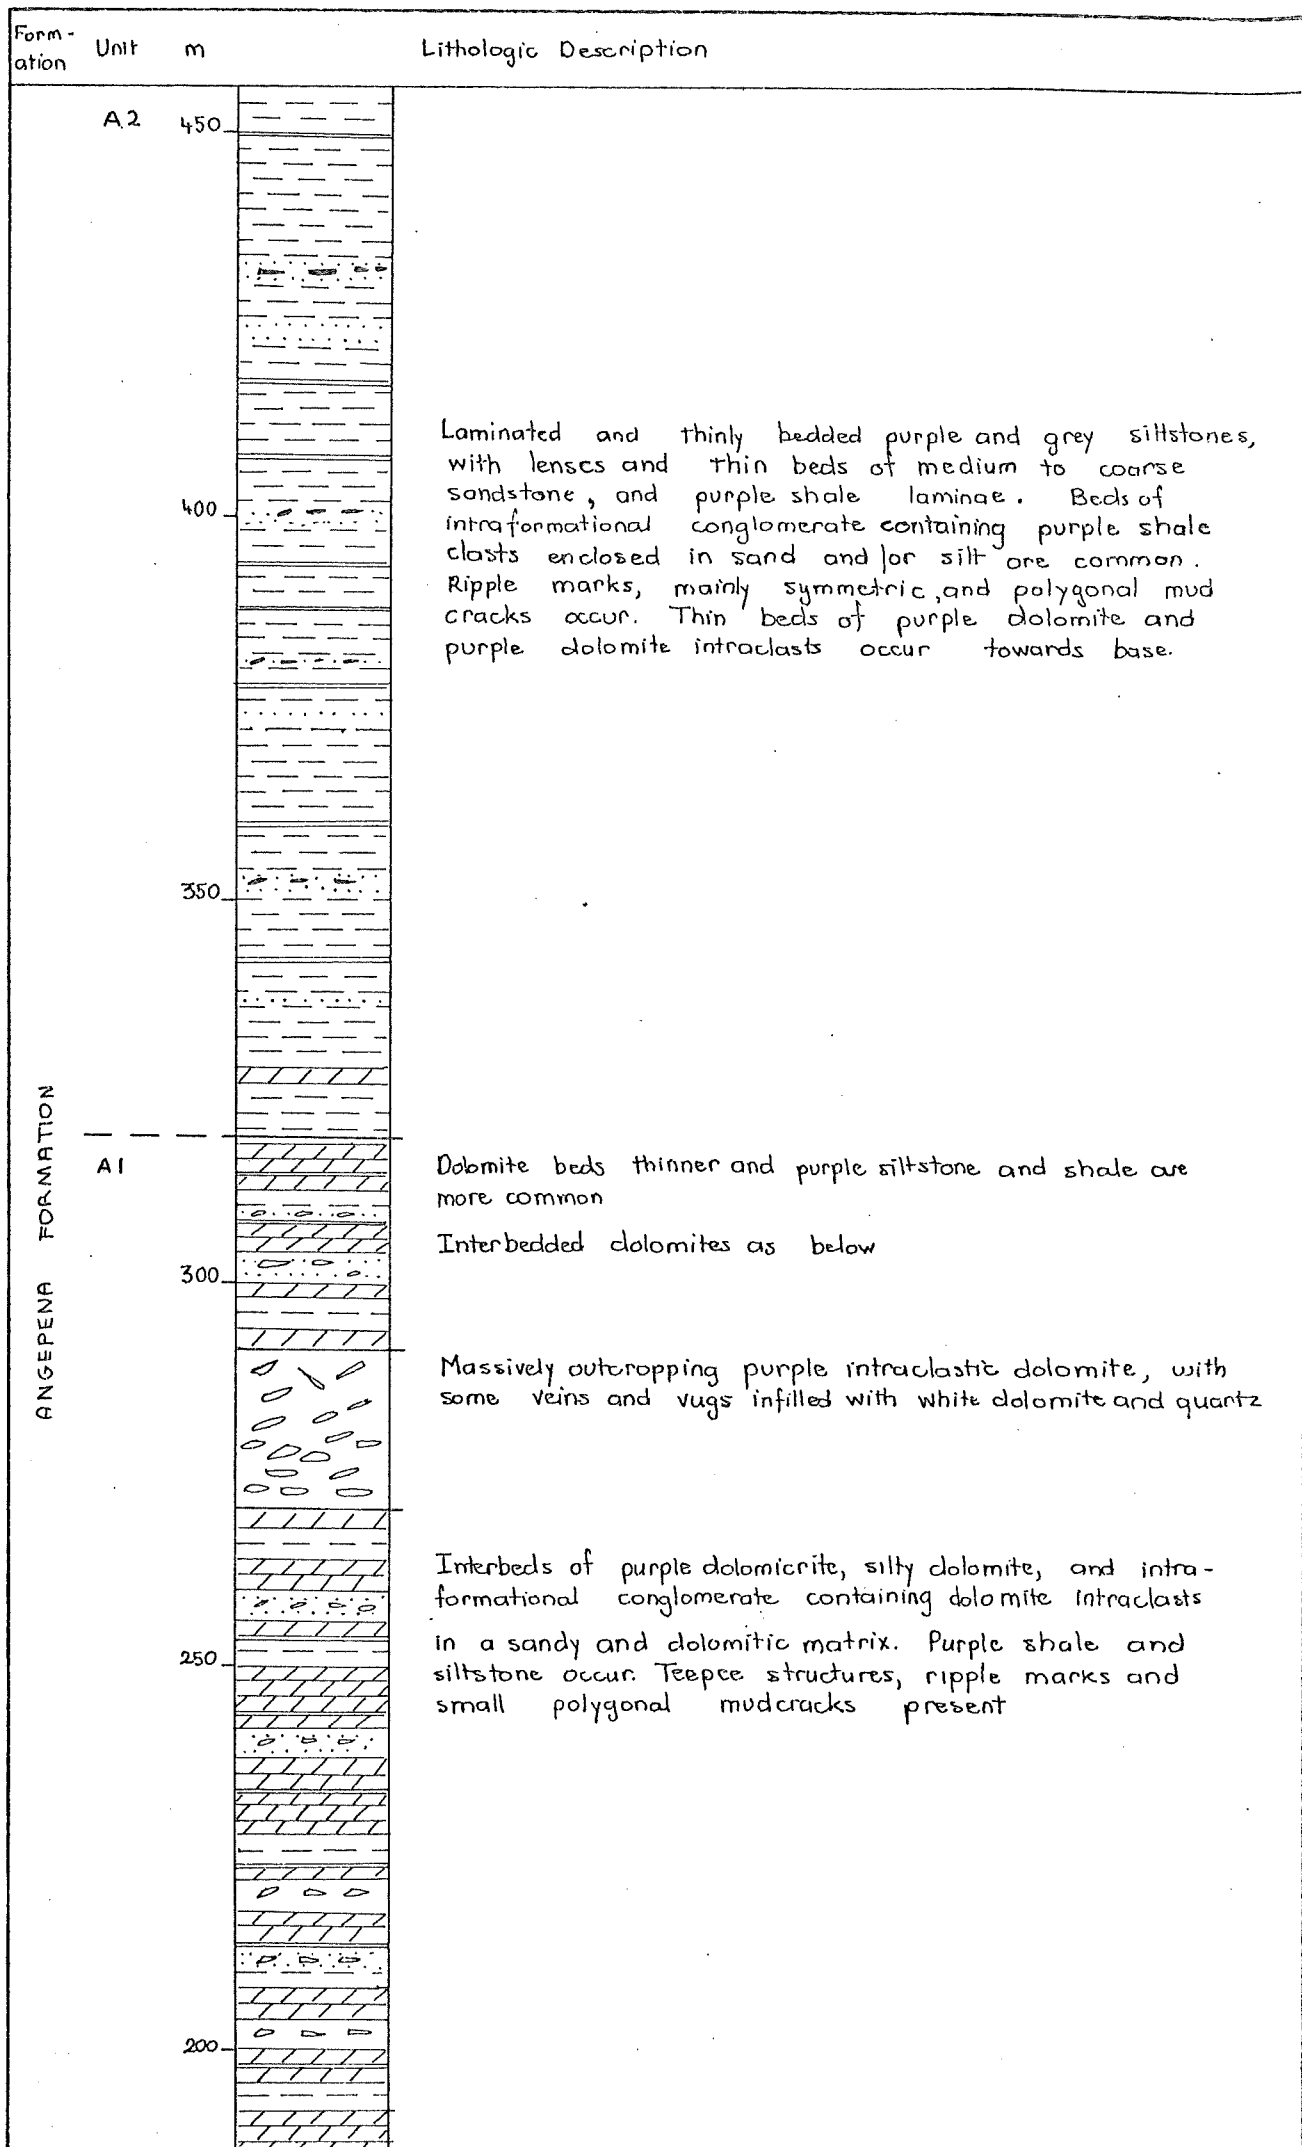 Form-
ation
Unit
m
Lithologic Description
A2
450
Laminated and thinly bedded purple and grey siltstones,
with lenses and thin beds of medium to coarse
sandstone, and purple shale laminae. Beds of
400
intraformational conglomerate containing purple shale
clasts enclosed in sand and/or silt are common.
Ripple marks, mainly symmetric, and polygonal mud
cracks occur. Thin beds of purple dolomite and
purple dolomite intraclasts occur towards base.
350
ANGEPENA FORMATION
A1
Dolomite beds thinner and purple siltstone and shale are
more common
Interbedded dolomites as below
300
Massively outcropping purple intraclastic dolomite, with
some veins and vugs infilled with white dolomite and quartz
Interbeds of purple dolomicrite, silty dolomite, and intra-
formational conglomerate containing dolomite intraclasts
in a sandy and dolomitic matrix. Purple shale and
250
siltstone occur. Teepee structures, ripple marks and
small polygonal mudcracks present
200